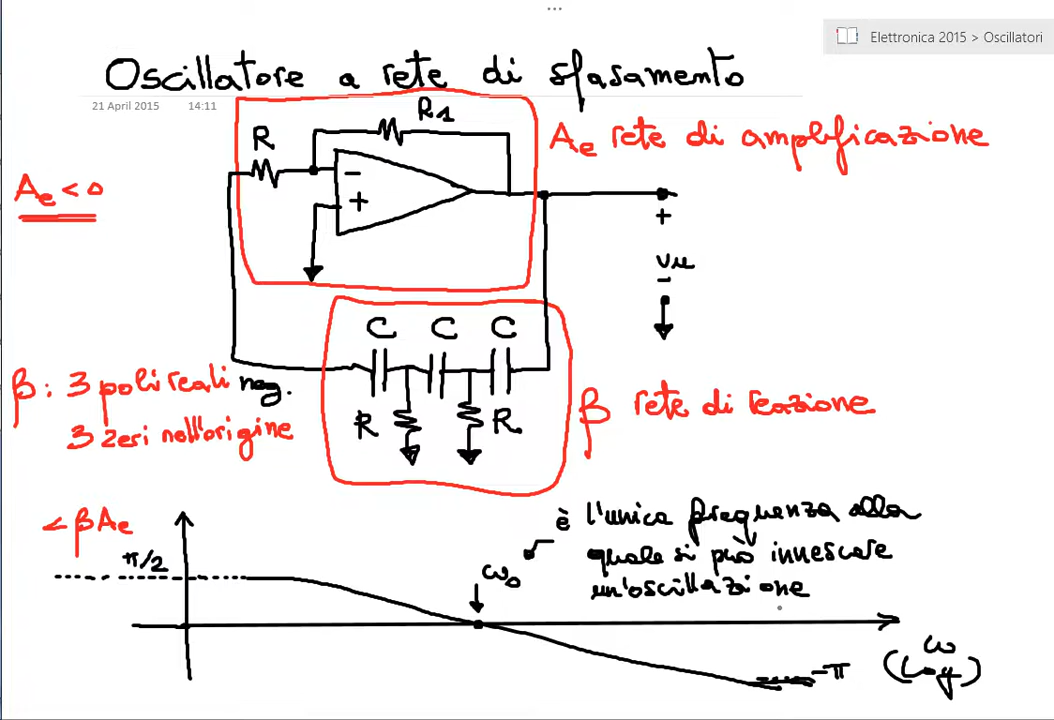 Elettronica 2015 > Oscillatori
Oscillatore a rete di sfasamento
21 April 2015 14:11
R1
R
Ae rete di amplificazione
Ae < 0
−
+
+
vu
−
C C C
β: 3 poli reali neg.
3 zeri nell'origine
R R
β rete di reazione
< βAe
è l'unica frequenza alla
quale si può innescare
un'oscillazione
π/2
ω0
ω
(Log)
-π